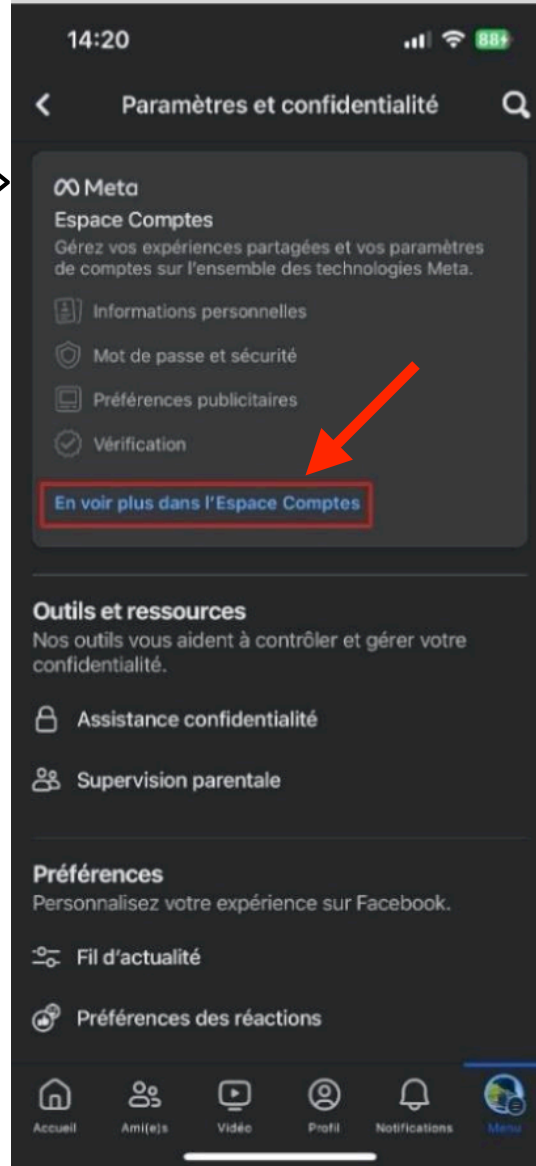 14:20
88
Paramètres et confidentialité
Meta
Espace Comptes
Gérez vos expériences partagées et vos paramètres
de comptes sur l'ensemble des technologies Meta.
Informations personnelles
Mot de passe et sécurité
Préférences publicitaires
Vérification
En voir plus dans l'Espace Comptes
Outils et ressources
Nos outils vous aident à contrôler et gérer votre
confidentialité.
Assistance confidentialité
Supervision parentale
Préférences
Personnalisez votre expérience sur Facebook.
Fil d'actualité
Préférences des réactions
Accueil
Ami(e)s
Vidéo
Profil
Notifications
Menu